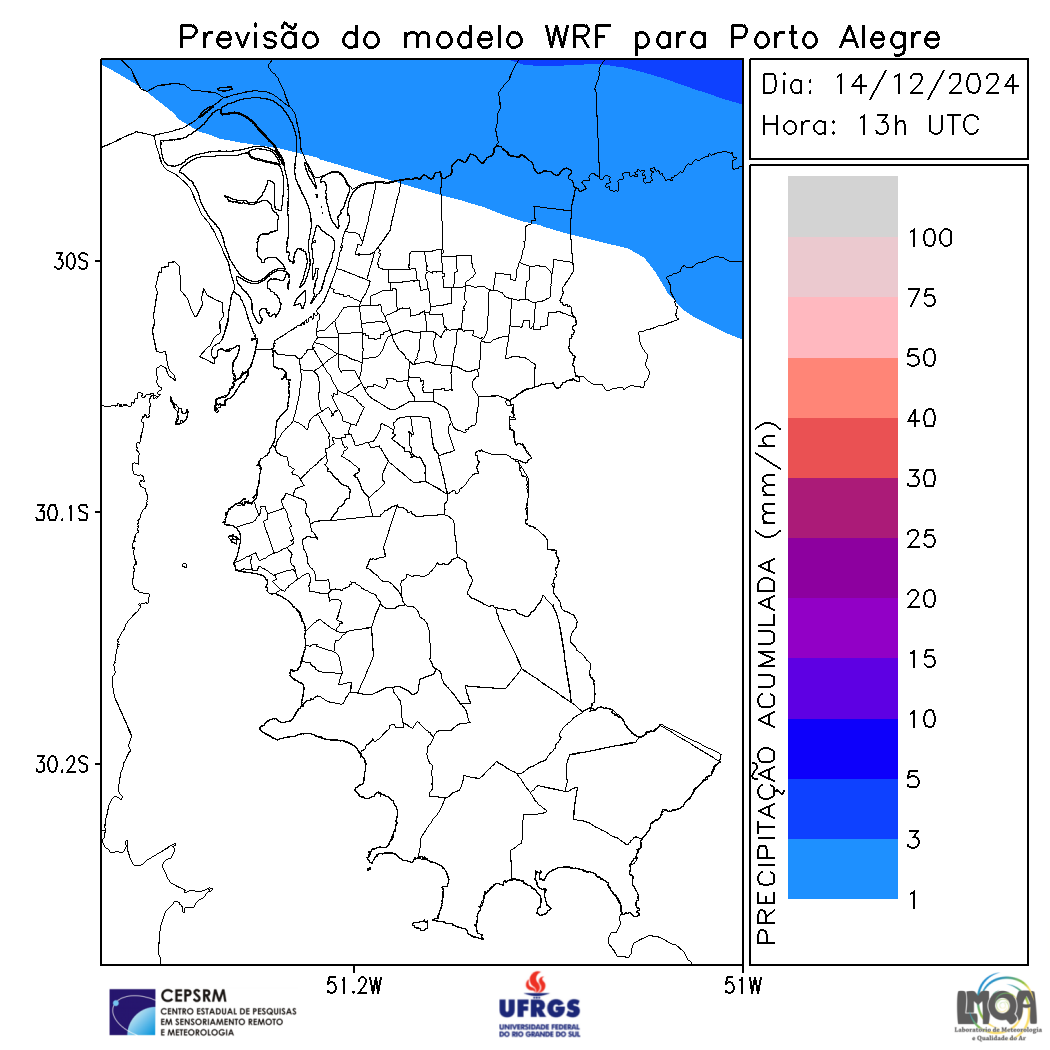 Previsão do modelo WRF para Porto Alegre
Dia: 14/12/2024
Hora: 13h UTC
30S
30.1S
30.2S
51.2W
51W
PRECIPITAÇÃO ACUMULADA (mm/h)
100
75
50
40
30
25
20
15
10
5
3
1
CEPSRM
CENTRO ESTADUAL DE PESQUISAS
EM SENSORIAMENTO REMOTO
E METEOROLOGIA
UFRGS
UNIVERSIDADE FEDERAL
DO RIO GRANDE DO SUL
LMQA
Laboratório de Meteorologia
e Qualidade do Ar